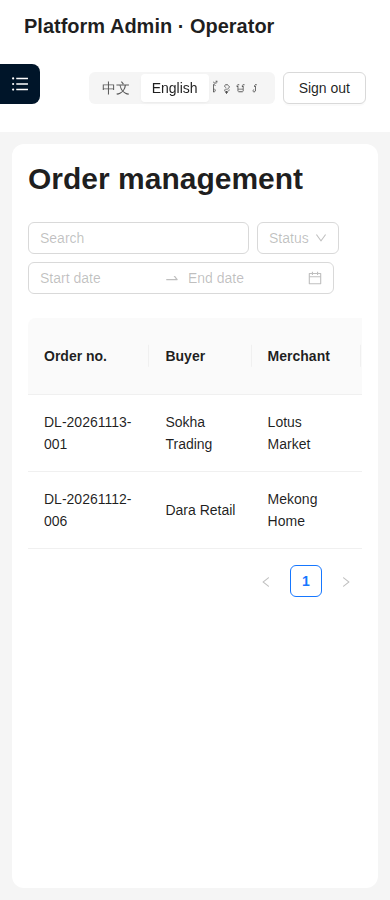 Platform Admin · Operator
中文 English ខ្មែរ Sign out
Order management
Search Status
Start date End date
Order no. Buyer Merchant
DL-20261113-001 Sokha Trading Lotus Market
DL-20261112-006 Dara Retail Mekong Home
1